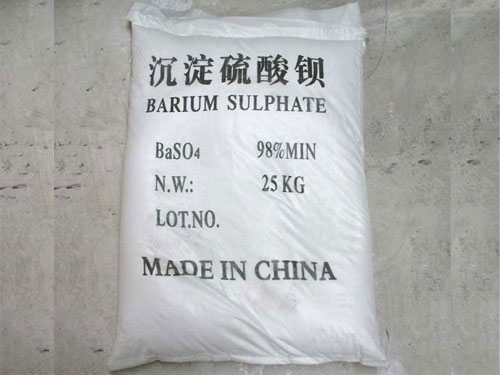 沉淀硫酸钡
BARIUM SULPHATE
BaSO4 98%MIN
N.W.: 25 KG
LOT.NO.
MADE IN CHINA